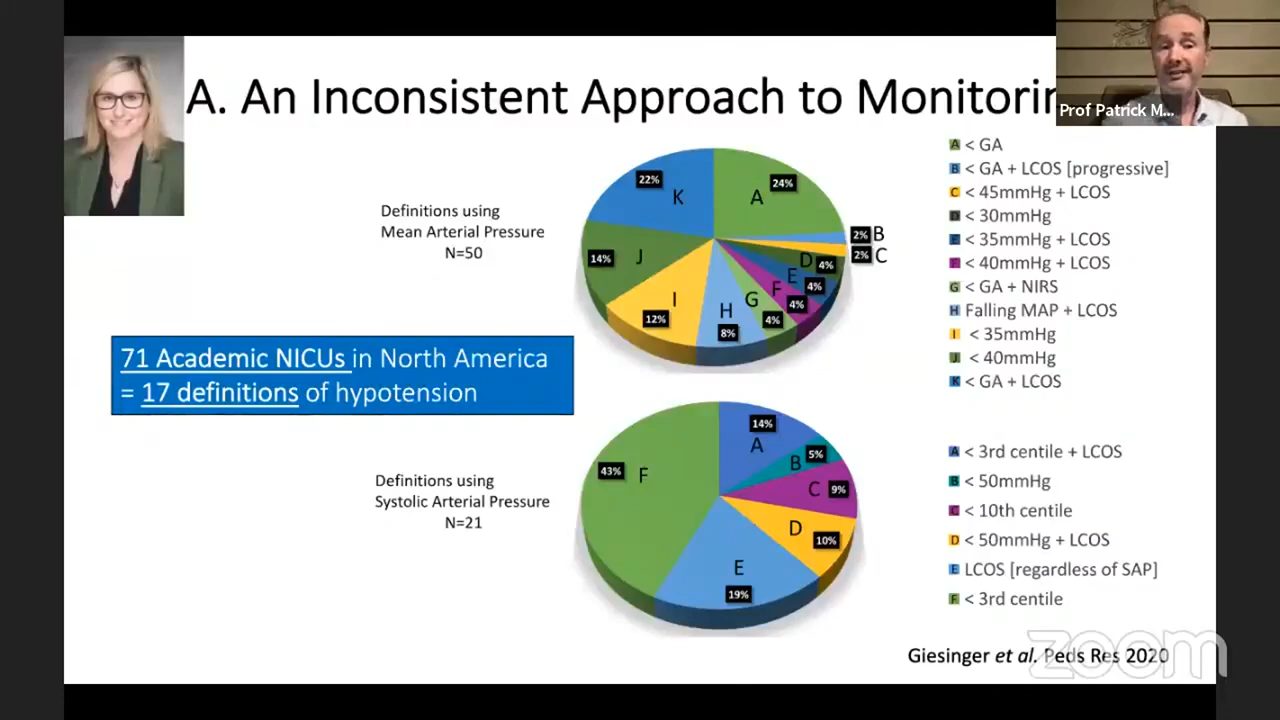 A. An Inconsistent Approach to Monitorin
Prof Patrick M...
Definitions using
Mean Arterial Pressure
N=50
22%
K
24%
A
2%
B
2%
C
D
4%
E
4%
F
4%
G
4%
H
8%
I
12%
J
14%
A < GA
B < GA + LCOS [progressive]
C < 45mmHg + LCOS
D < 30mmHg
E < 35mmHg + LCOS
F < 40mmHg + LCOS
G < GA + NIRS
H Falling MAP + LCOS
I < 35mmHg
J < 40mmHg
K < GA + LCOS
71 Academic NICUs in North America
= 17 definitions of hypotension
Definitions using
Systolic Arterial Pressure
N=21
14%
A
B
5%
C
9%
D
10%
E
19%
43%
F
A < 3rd centile + LCOS
B < 50mmHg
C < 10th centile
D < 50mmHg + LCOS
E LCOS [regardless of SAP]
F < 3rd centile
Giesinger et al. Peds Res 2020
zoom